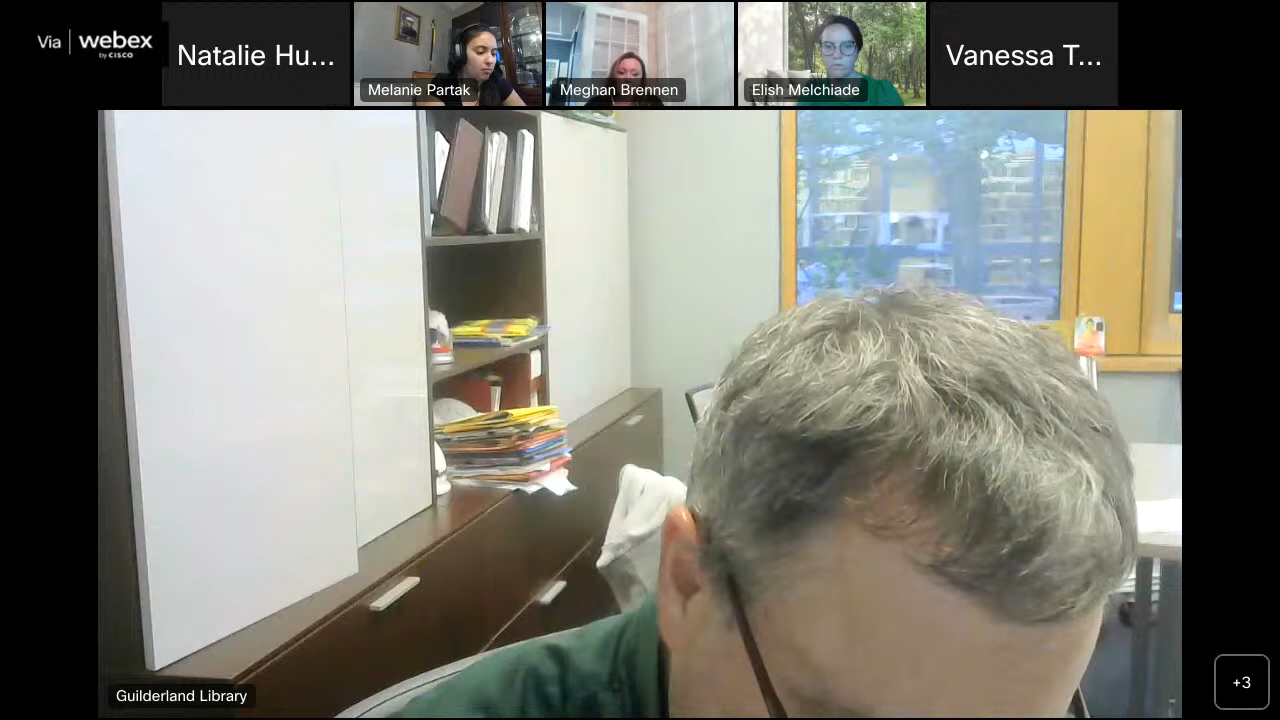 Via webex
by CISCO
Natalie Hu...
Melanie Partak
Meghan Brennen
Elish Melchiade
Vanessa T...
Guilderland Library
+3